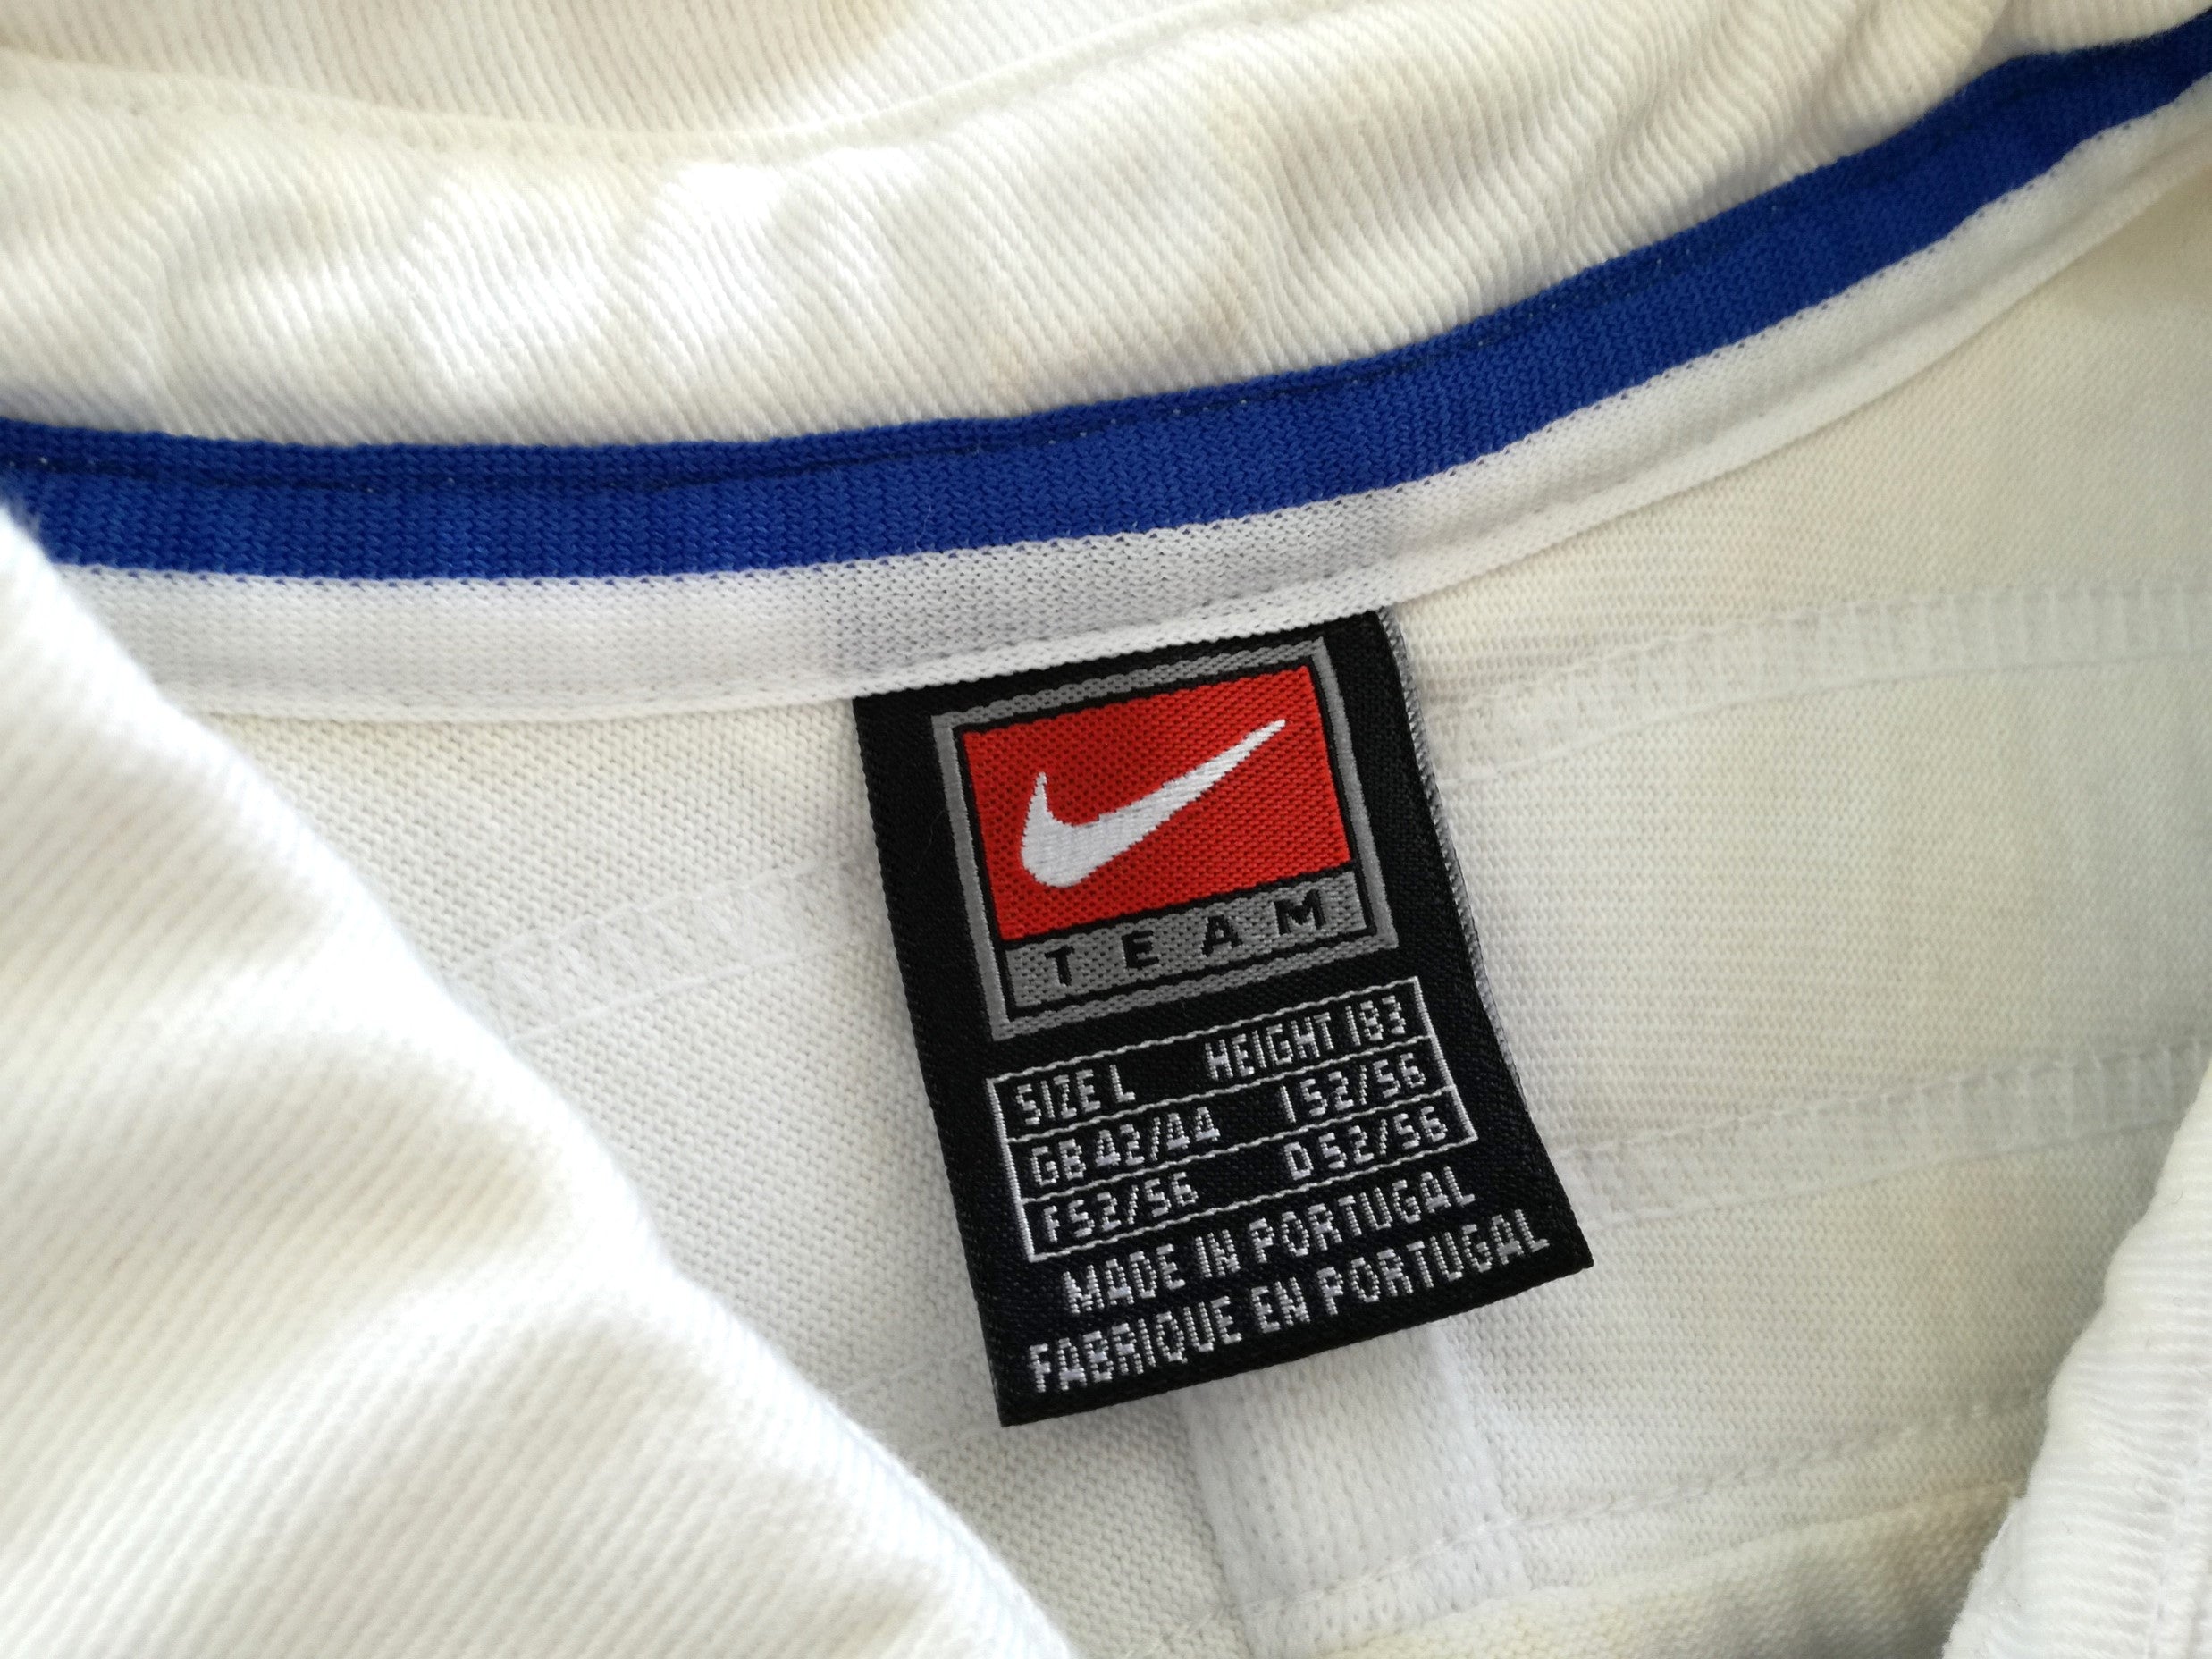 TEAM
SIZE L HEIGHT 183
GB 42/44 I 52/56
F 52/56 D 52/56
MADE IN PORTUGAL
FABRIQUE EN PORTUGAL